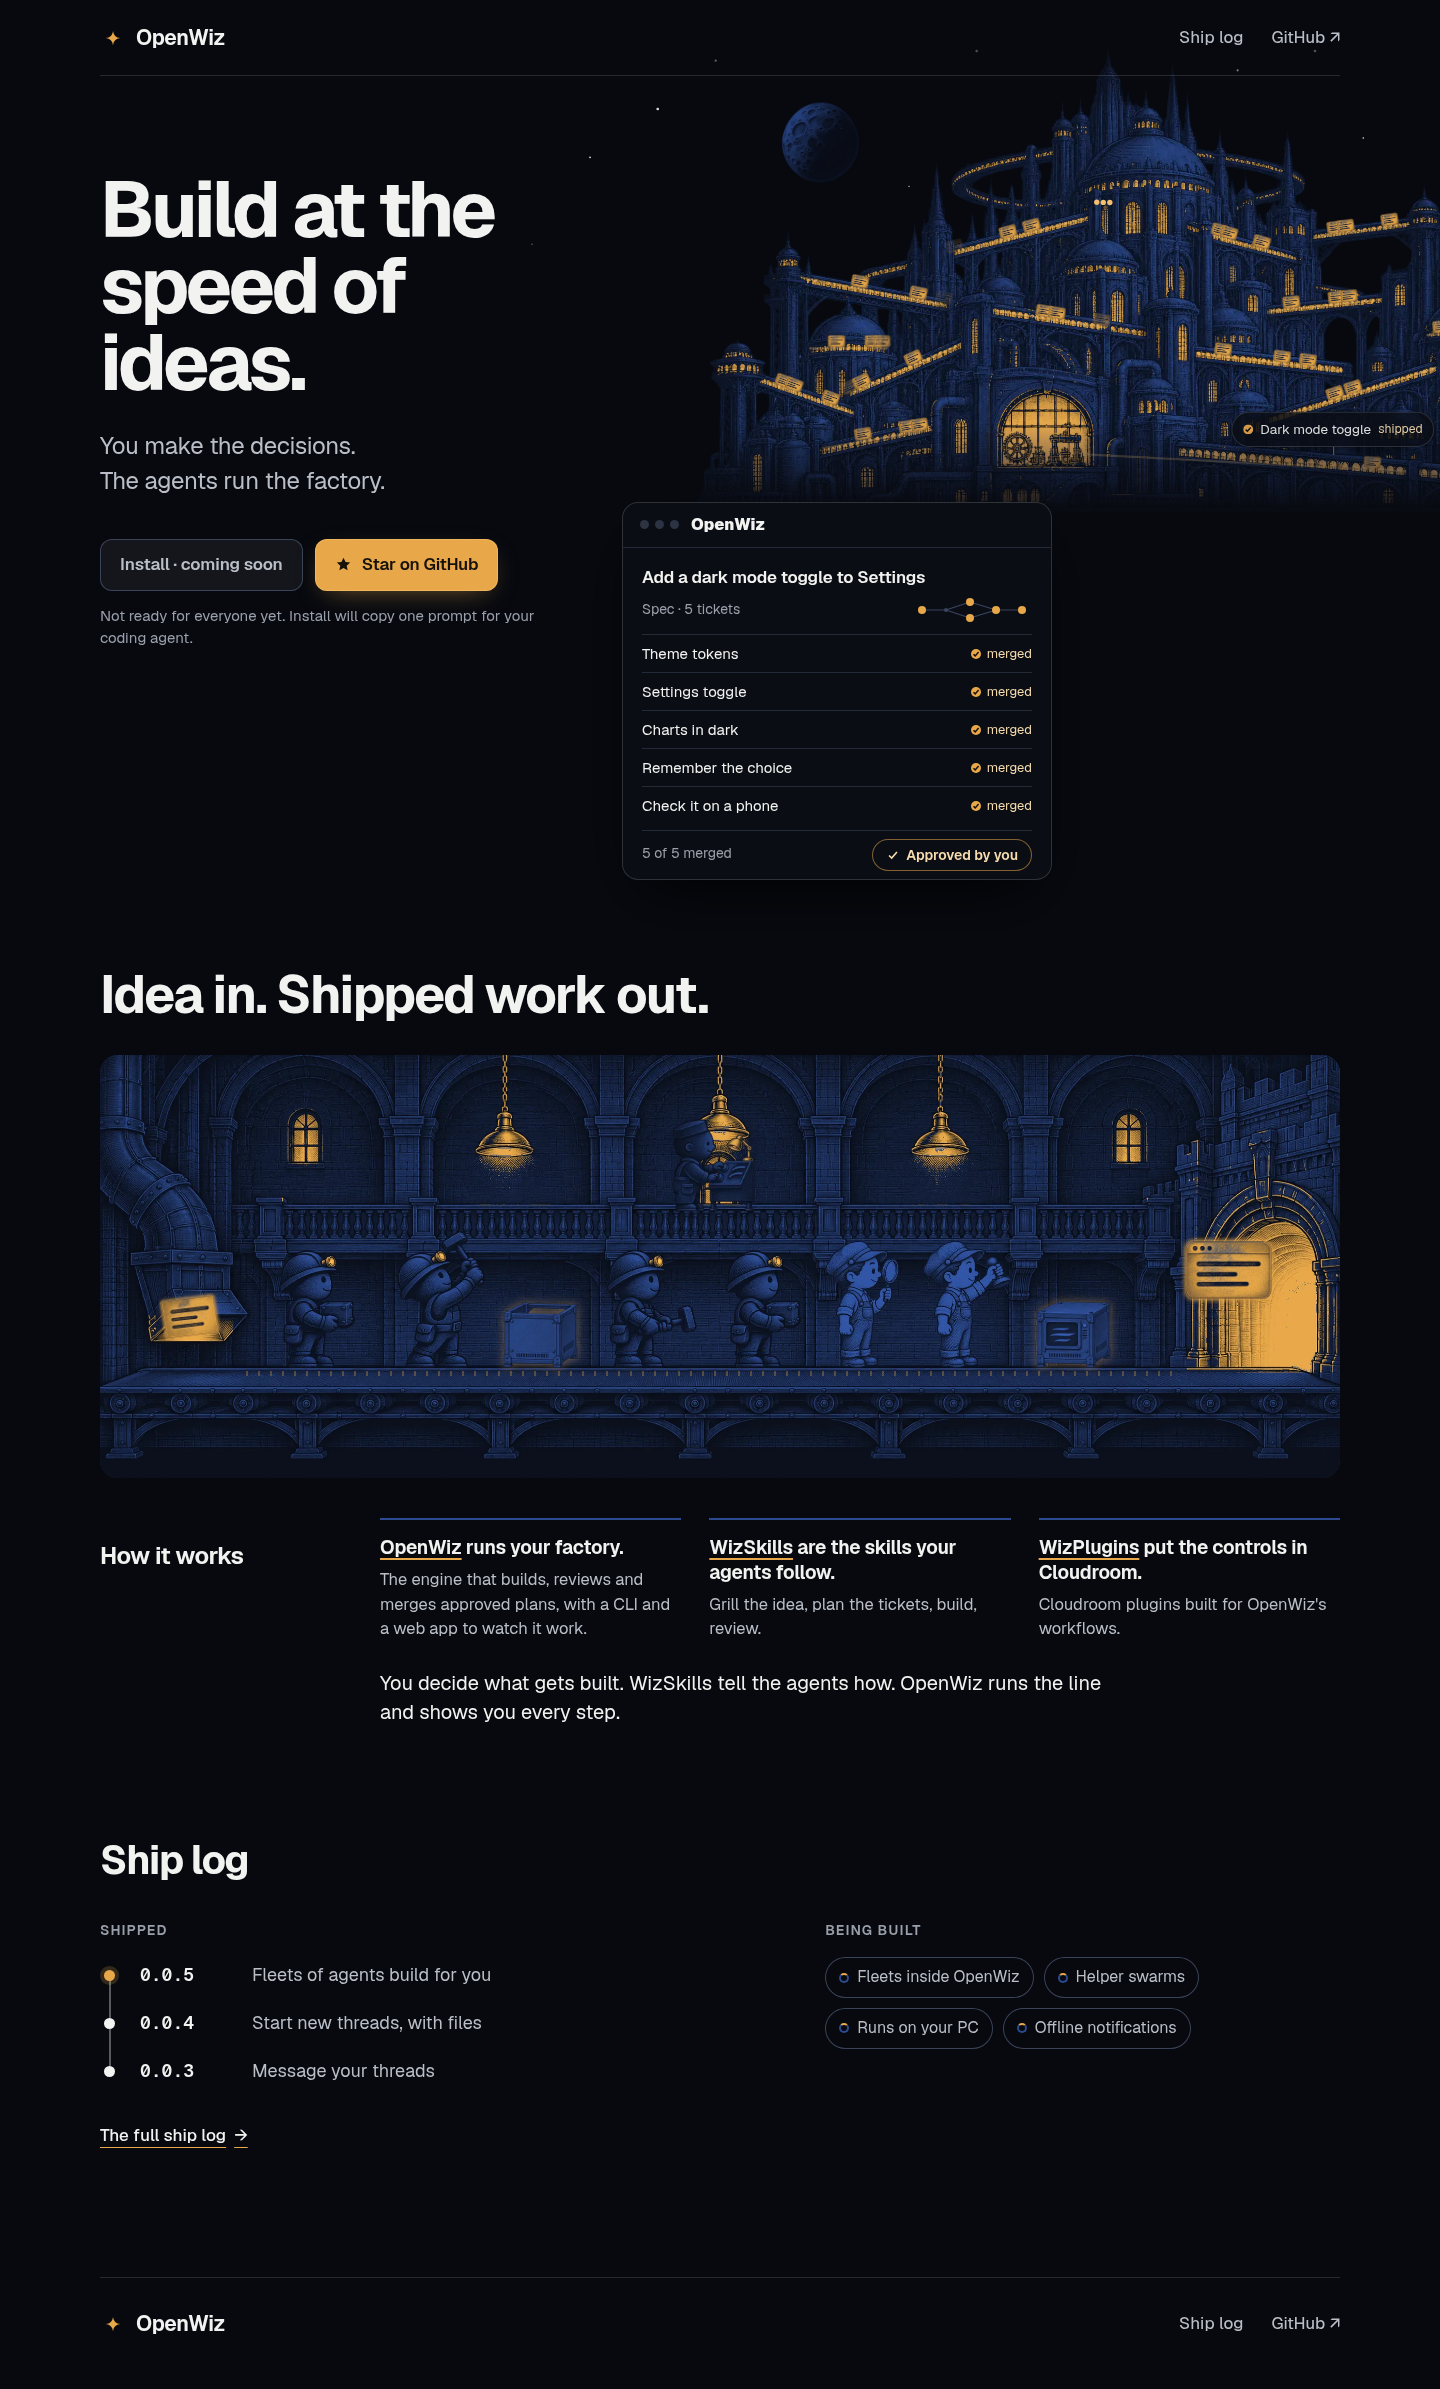 OpenWiz
Ship log
GitHub ↗
Build at the
speed of
ideas.
You make the decisions.
The agents run the factory.
Install · coming soon
★ Star on GitHub
Not ready for everyone yet. Install will copy one prompt for your
coding agent.
Dark mode toggle shipped
OpenWiz
Add a dark mode toggle to Settings
Spec · 5 tickets
Theme tokens merged
Settings toggle merged
Charts in dark merged
Remember the choice merged
Check it on a phone merged
5 of 5 merged
Approved by you
Idea in. Shipped work out.
How it works
OpenWiz runs your factory.
The engine that builds, reviews and
merges approved plans, with a CLI and
a web app to watch it work.
WizSkills are the skills your
agents follow.
Grill the idea, plan the tickets, build,
review.
WizPlugins put the controls in
Cloudroom.
Cloudroom plugins built for OpenWiz's
workflows.
You decide what gets built. WizSkills tell the agents how. OpenWiz runs the line
and shows you every step.
Ship log
SHIPPED
0.0.5 Fleets of agents build for you
0.0.4 Start new threads, with files
0.0.3 Message your threads
The full ship log →
BEING BUILT
Fleets inside OpenWiz
Helper swarms
Runs on your PC
Offline notifications
OpenWiz
Ship log
GitHub ↗